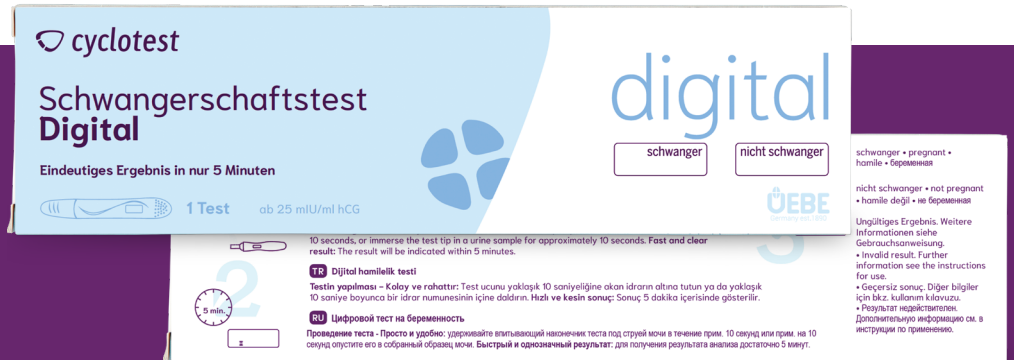 cyclotest
Schwangerschaftstest
Digital
Eindeutiges Ergebnis in nur 5 Minuten
1 Test
ab 25 mIU/ml hCG
digital
schwanger
nicht schwanger
UEBE
Germany est. 1890
2
3
10 seconds, or immerse the test tip in a urine sample for approximately 10 seconds. Fast and clear
result: The result will be indicated within 5 minutes.
TR Dijital hamilelik testi
Testin yapılması – Kolay ve rahattır: Test ucunu yaklaşık 10 saniyeliğine akan idrarın altına tutun ya da yaklaşık
10 saniye boyunca bir idrar numunesinin içine daldırın. Hızlı ve kesin sonuç: Sonuç 5 dakika içerisinde gösterilir.
5 min.
RU Цифровой тест на беременность
Проведение теста - Просто и удобно: удерживайте впитывающий наконечник теста под струей мочи в течение прим. 10 секунд или прим. на 10
секунд опустите его в собранный образец мочи. Быстрый и однозначный результат: для получения результата анализа достаточно 5 минут.
schwanger • pregnant •
hamile • беременная
nicht schwanger • not pregnant
• hamile değil • не беременная
Ungültiges Ergebnis. Weitere
Informationen siehe
Gebrauchsanweisung.
• Invalid result. Further
information see the instructions
for use.
• Geçersiz sonuç. Diğer bilgiler
için bkz. kullanım kılavuzu.
• Результат недействителен.
Дополнительную информацию см. в
инструкции по применению.